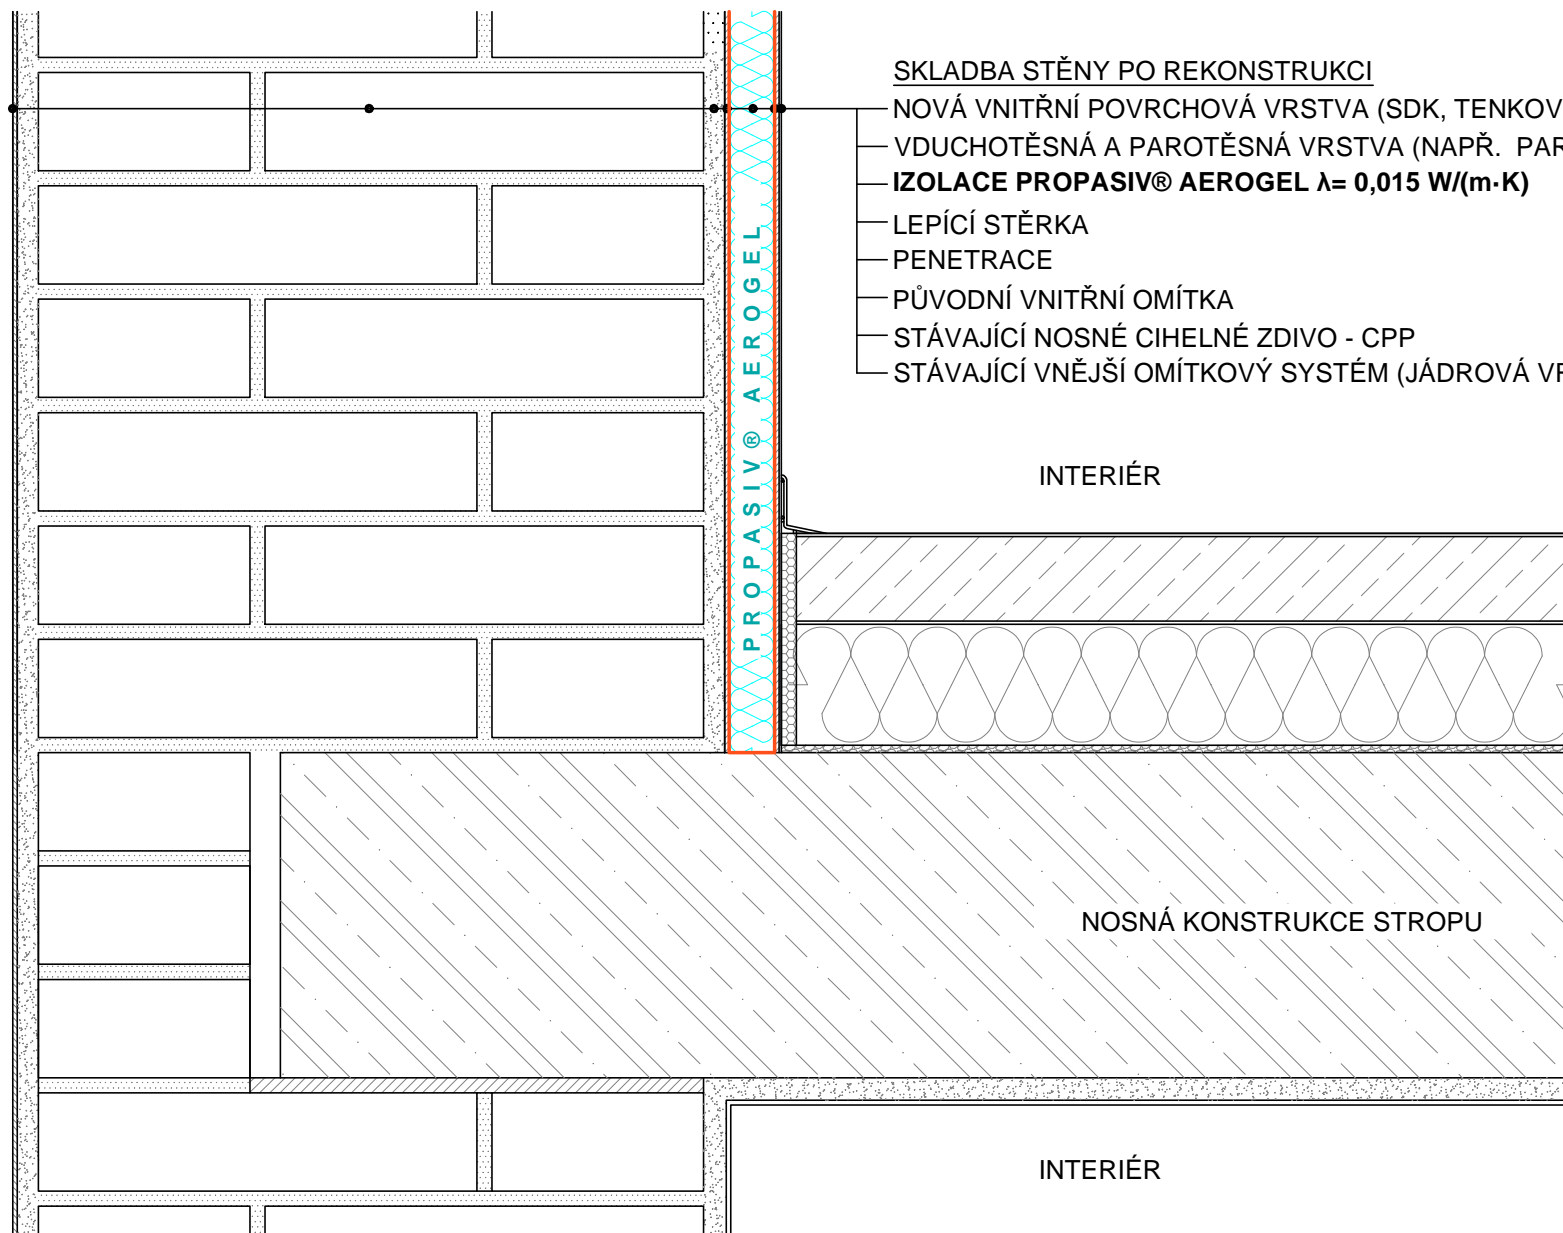 SKLADBA STĚNY PO REKONSTRUKCI
NOVÁ VNITŘNÍ POVRCHOVÁ VRSTVA (SDK, TENKOV
VDUCHOTĚSNÁ A PAROTĚSNÁ VRSTVA (NAPŘ. PAR
IZOLACE PROPASIV® AEROGEL λ= 0,015 W/(m·K)
LEPÍCÍ STĚRKA
PENETRACE
PŮVODNÍ VNITŘNÍ OMÍTKA
STÁVAJÍCÍ NOSNÉ CIHELNÉ ZDIVO - CPP
STÁVAJÍCÍ VNĚJŠÍ OMÍTKOVÝ SYSTÉM (JÁDROVÁ VR
PROPASIV® AEROGEL
INTERIÉR
NOSNÁ KONSTRUKCE STROPU
INTERIÉR